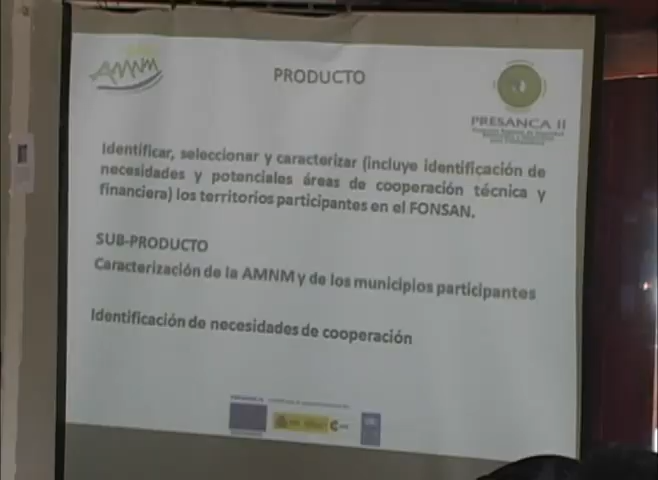 AMNM
PRODUCTO
PRESANCA II
Identificar, seleccionar y caracterizar (incluye identificación de
necesidades y potenciales áreas de cooperación técnica y
financiera) los territorios participantes en el FONSAN.
SUB-PRODUCTO
Caracterización de la AMNM y de los municipios participantes
Identificación de necesidades de cooperación